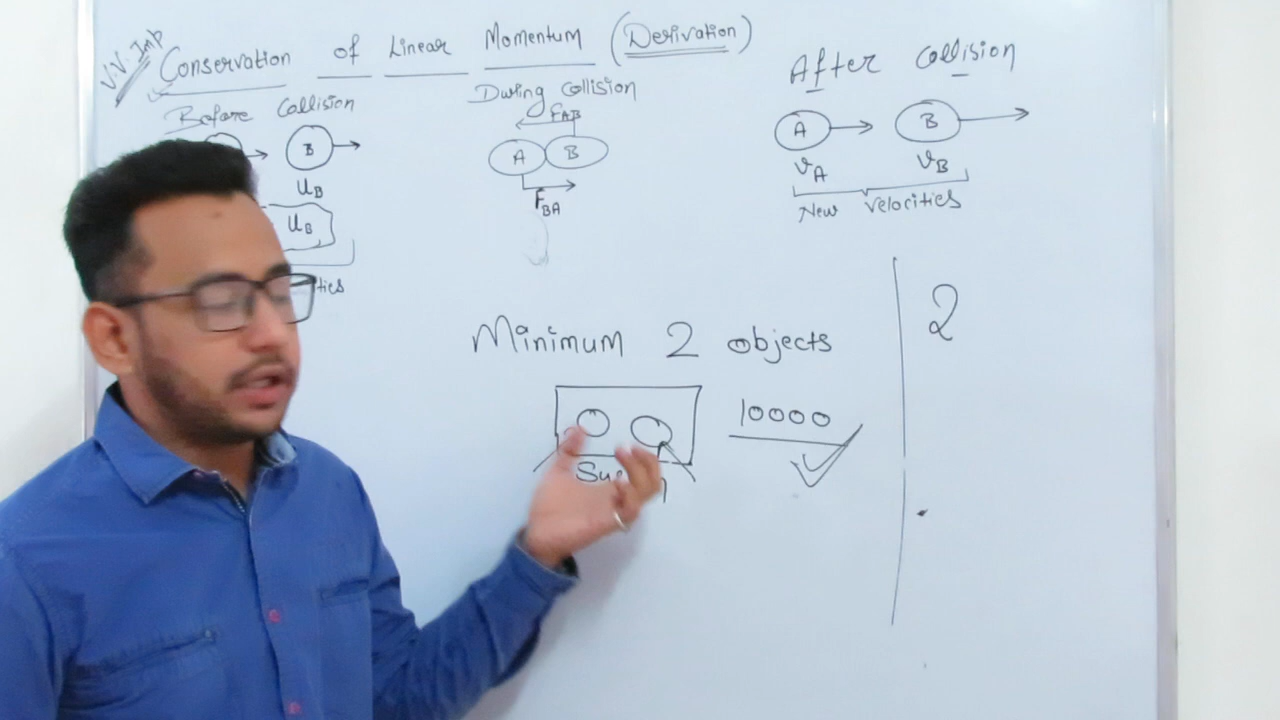 V.V. Imp
Conservation of Linear Momentum (Derivation)
Before Collision
B
U_B
U_B
ties
During Collision
F_AB
A B
F_BA
After Collision
A B
v_A v_B
New Velocities
Minimum 2 objects
10000
2